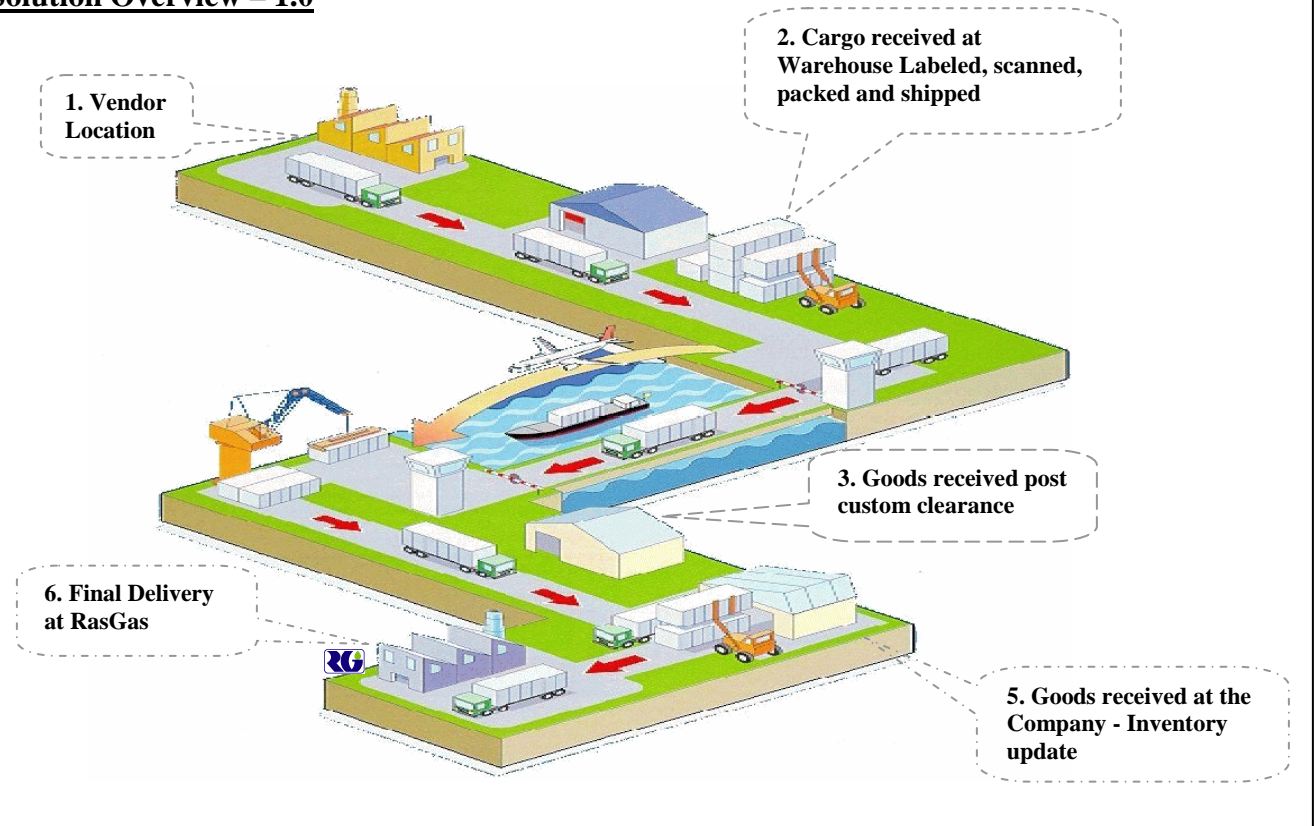 Solution Overview – 1.0
1. Vendor
Location
2. Cargo received at
Warehouse Labeled, scanned,
packed and shipped
3. Goods received post
custom clearance
6. Final Delivery
at RasGas
RG
5. Goods received at the
Company - Inventory
update